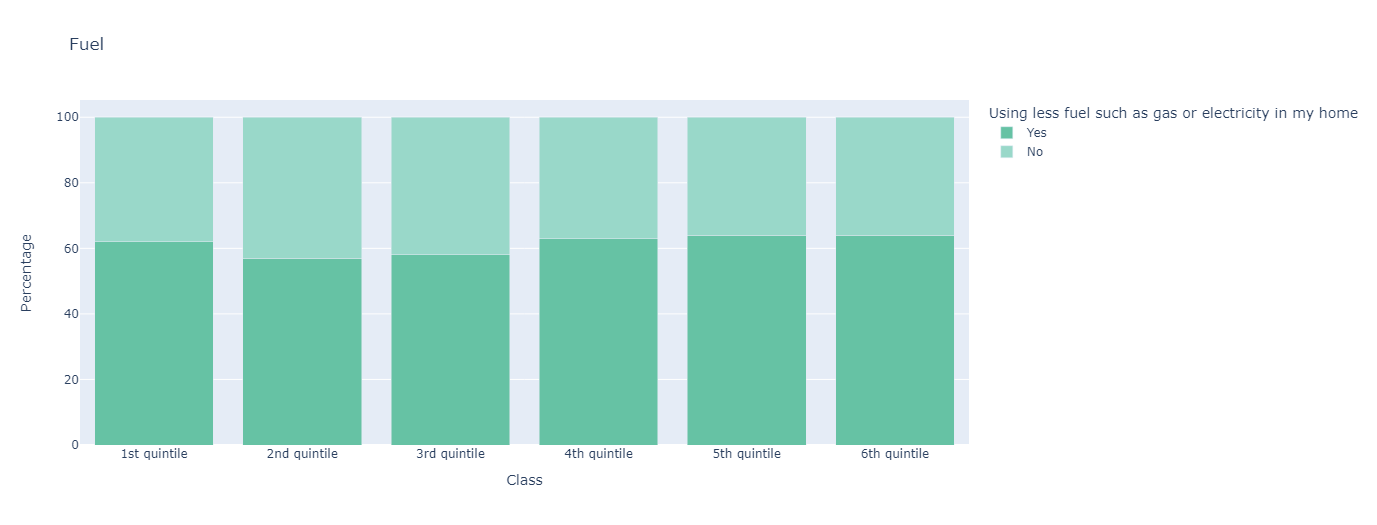 Fuel
100
80
60
40
20
0
Percentage
1st quintile
2nd quintile
3rd quintile
4th quintile
5th quintile
6th quintile
Class
Using less fuel such as gas or electricity in my home
Yes
No